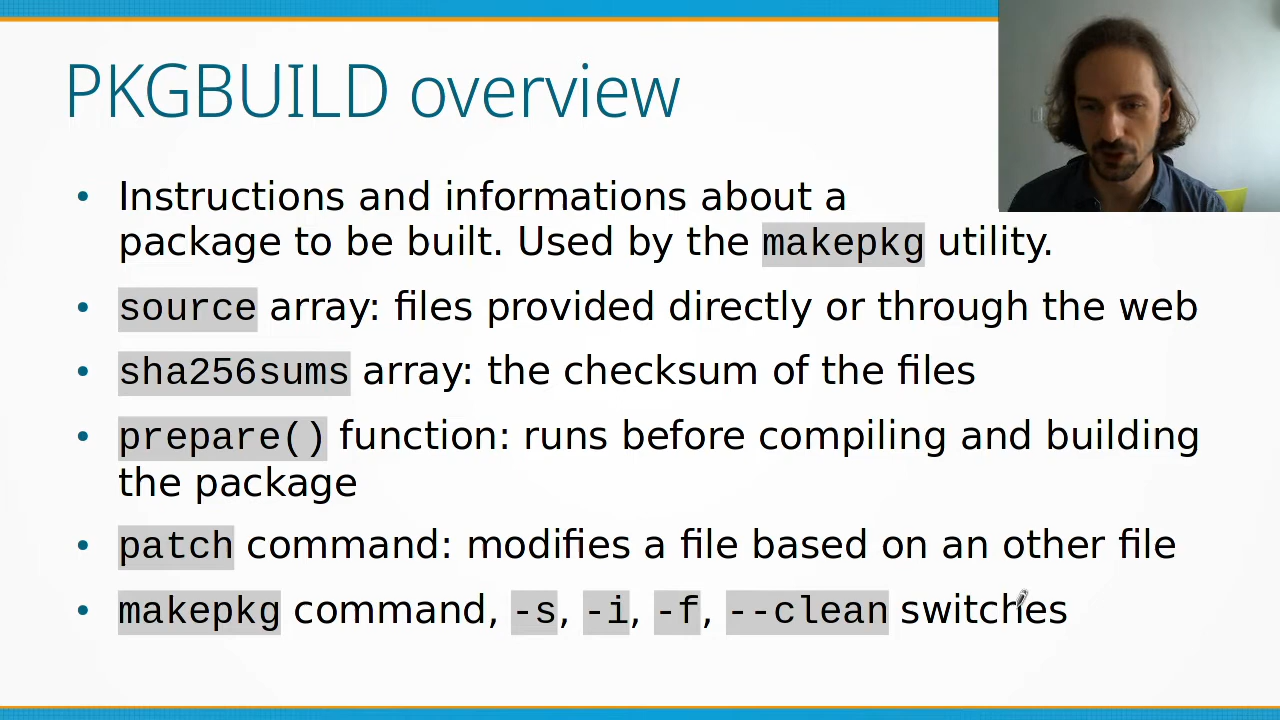 PKGBUILD overview
• Instructions and informations about a
package to be built. Used by the makepkg utility.
• source array: files provided directly or through the web
• sha256sums array: the checksum of the files
• prepare() function: runs before compiling and building
the package
• patch command: modifies a file based on an other file
• makepkg command, -s, -i, -f, --clean switches